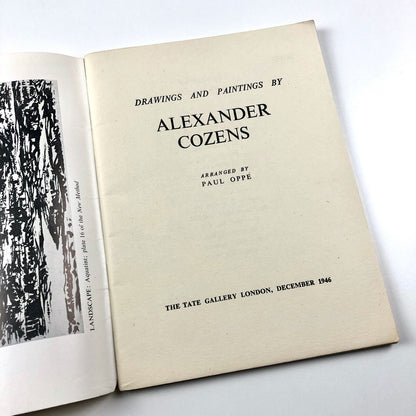 LANDSCAPE: Aquatint: plate 16 of the New Method
DRAWINGS AND PAINTINGS BY
ALEXANDER
COZENS
ARRANGED BY
PAUL OPPE
THE TATE GALLERY LONDON, DECEMBER 1946